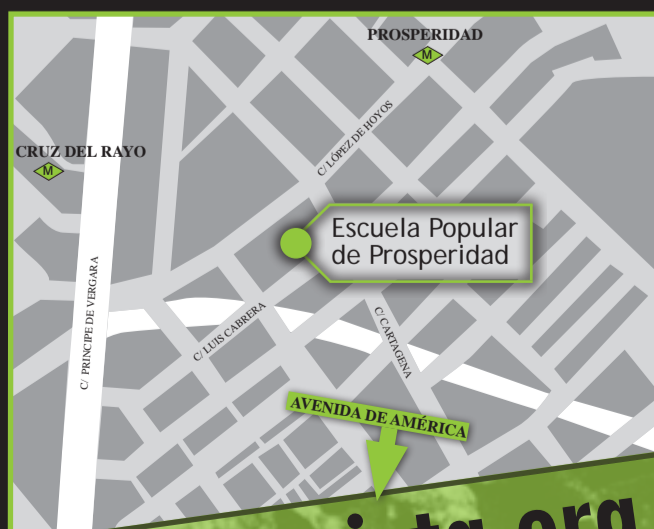 PROSPERIDAD
M
CRUZ DEL RAYO
M
C/ LÓPEZ DE HOYOS
Escuela Popular
de Prosperidad
C/ PRINCIPE DE VERGARA
C/ LUIS CABRERA
C/ CARTAGENA
AVENIDA DE AMÉRICA
.org